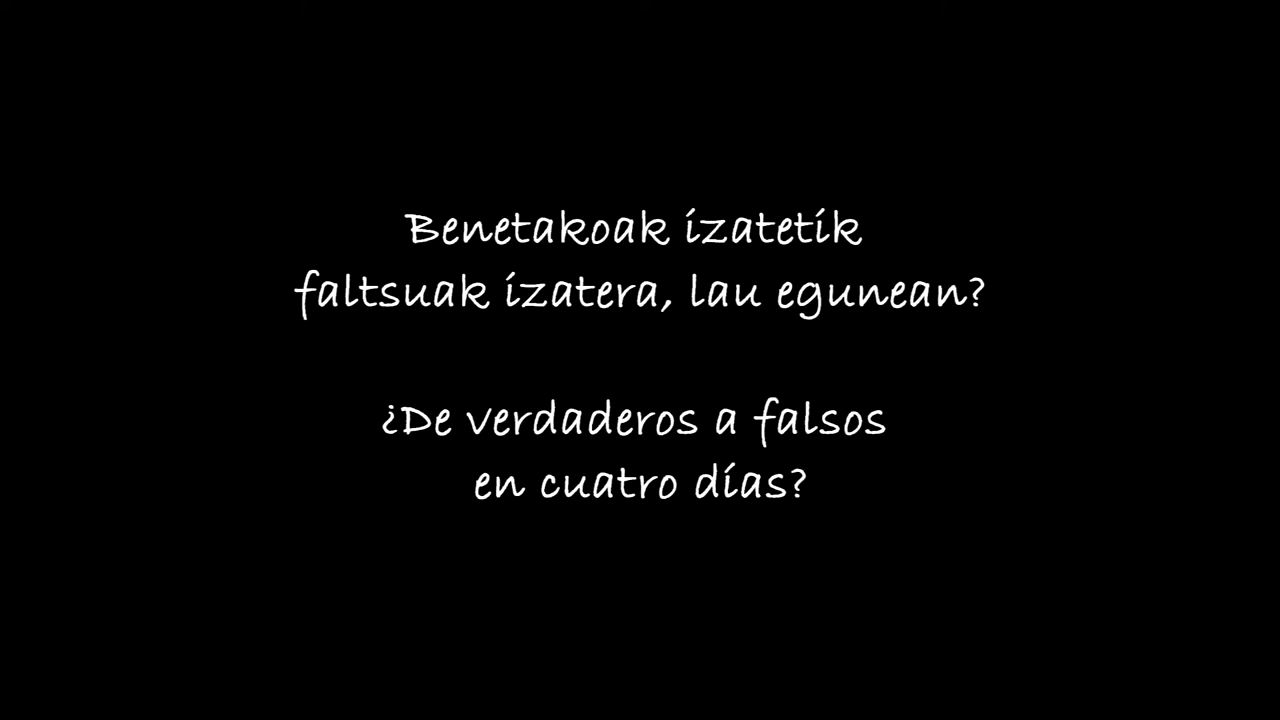 Benetakoak izatetik
faltsuak izatera, lau egunean?
¿De verdaderos a falsos
en cuatro días?